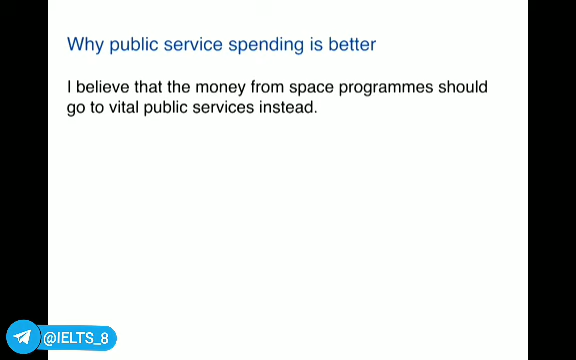 Why public service spending is better
I believe that the money from space programmes should
go to vital public services instead.
@IELTS_8